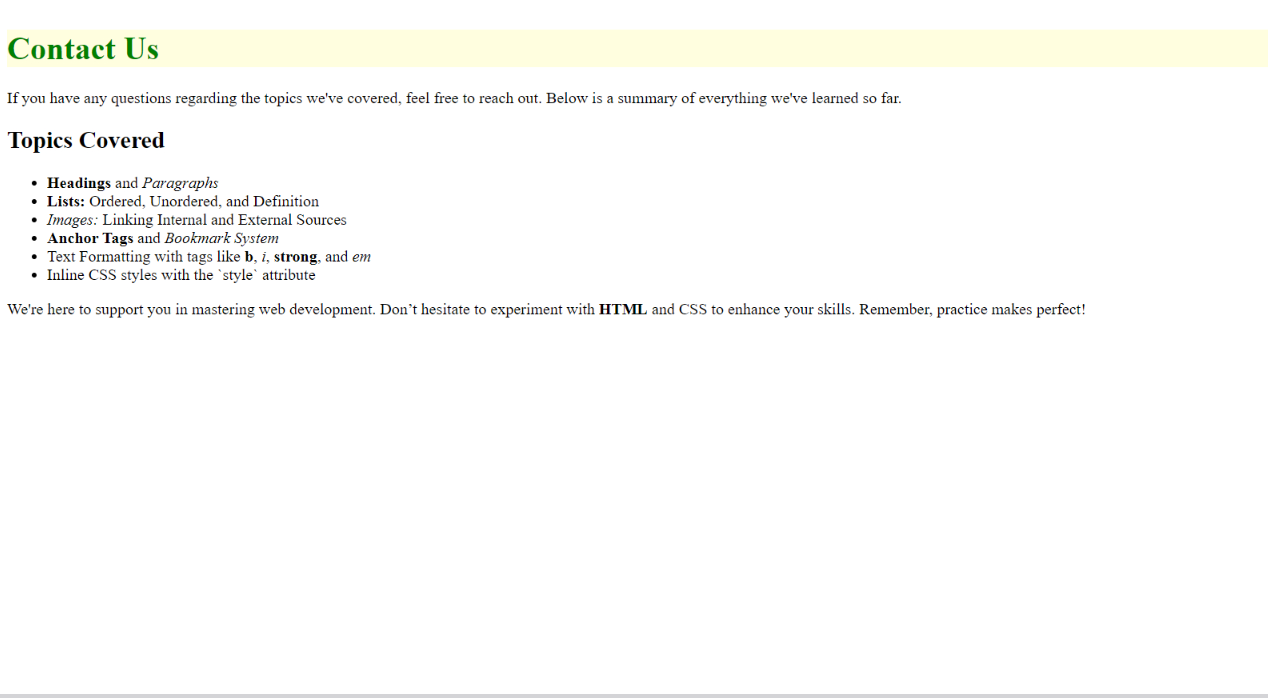 Contact Us
If you have any questions regarding the topics we've covered, feel free to reach out. Below is a summary of everything we've learned so far.
Topics Covered
• Headings and Paragraphs
• Lists: Ordered, Unordered, and Definition
• Images: Linking Internal and External Sources
• Anchor Tags and Bookmark System
• Text Formatting with tags like b, i, strong, and em
• Inline CSS styles with the `style` attribute
We're here to support you in mastering web development. Don’t hesitate to experiment with HTML and CSS to enhance your skills. Remember, practice makes perfect!